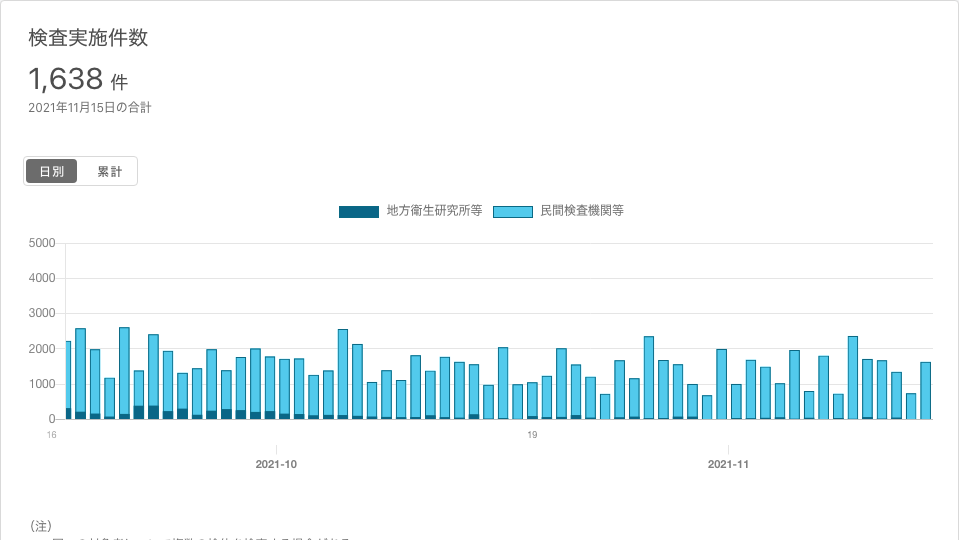 検査実施件数
1,638 件
2021年11月15日の合計
日別 累計
地方衛生研究所等 民間検査機関等
5000
4000
3000
2000
1000
0
16 19
2021-10 2021-11
（注）